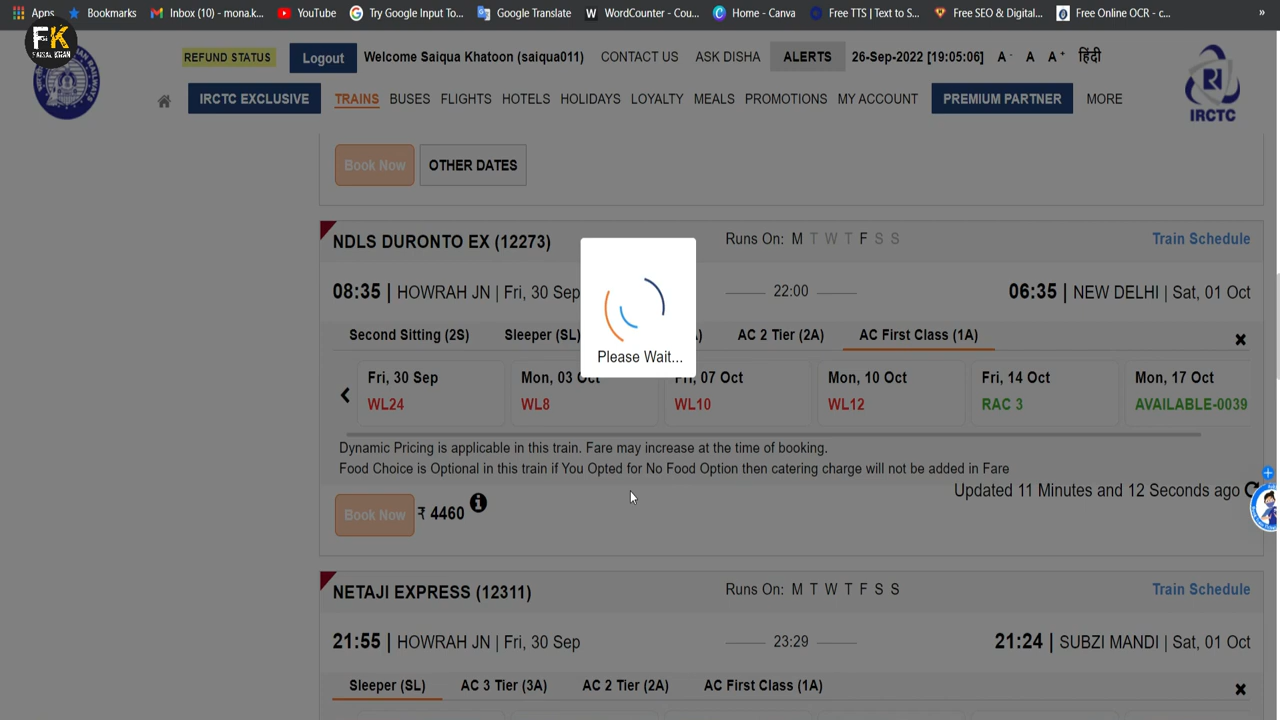 Apps Bookmarks Inbox (10) - mona.k... YouTube Try Google Input To... Google Translate WordCounter - Cou... Home - Canva Free TTS | Text to S... Free SEO & Digital... Free Online OCR - c... »
FK
FAISAL KHAN
REFUND STATUS Logout Welcome Saiqua Khatoon (saiqua011) CONTACT US ASK DISHA ALERTS 26-Sep-2022 [19:05:06] A- A A+ हिंदी
IRCTC EXCLUSIVE TRAINS BUSES FLIGHTS HOTELS HOLIDAYS LOYALTY MEALS PROMOTIONS MY ACCOUNT PREMIUM PARTNER MORE
IRCTC
Book Now OTHER DATES
NDLS DURONTO EX (12273) Runs On: M T W T F S S Train Schedule
08:35 | HOWRAH JN | Fri, 30 Sep 22:00 06:35 | NEW DELHI | Sat, 01 Oct
Second Sitting (2S) Sleeper (SL) AC 2 Tier (2A) AC First Class (1A)
Please Wait...
Fri, 30 Sep Mon, 03 Oct Fri, 07 Oct Mon, 10 Oct Fri, 14 Oct Mon, 17 Oct
WL24 WL8 WL10 WL12 RAC 3 AVAILABLE-0039
Dynamic Pricing is applicable in this train. Fare may increase at the time of booking.
Food Choice is Optional in this train if You Opted for No Food Option then catering charge will not be added in Fare
Updated 11 Minutes and 12 Seconds ago
Book Now ₹ 4460
NETAJI EXPRESS (12311) Runs On: M T W T F S S Train Schedule
21:55 | HOWRAH JN | Fri, 30 Sep 23:29 21:24 | SUBZI MANDI | Sat, 01 Oct
Sleeper (SL) AC 3 Tier (3A) AC 2 Tier (2A) AC First Class (1A)